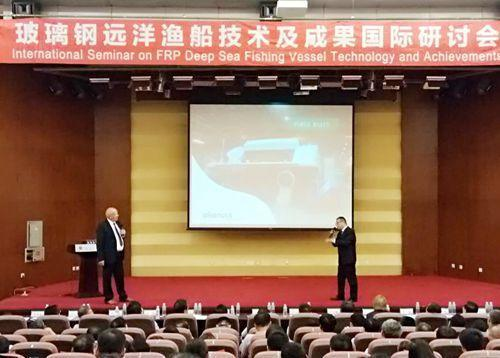 玻璃钢远洋渔船技术及成果国际研讨会
International Seminar on FRP Deep Sea Fishing Vessel Technology and Achievements